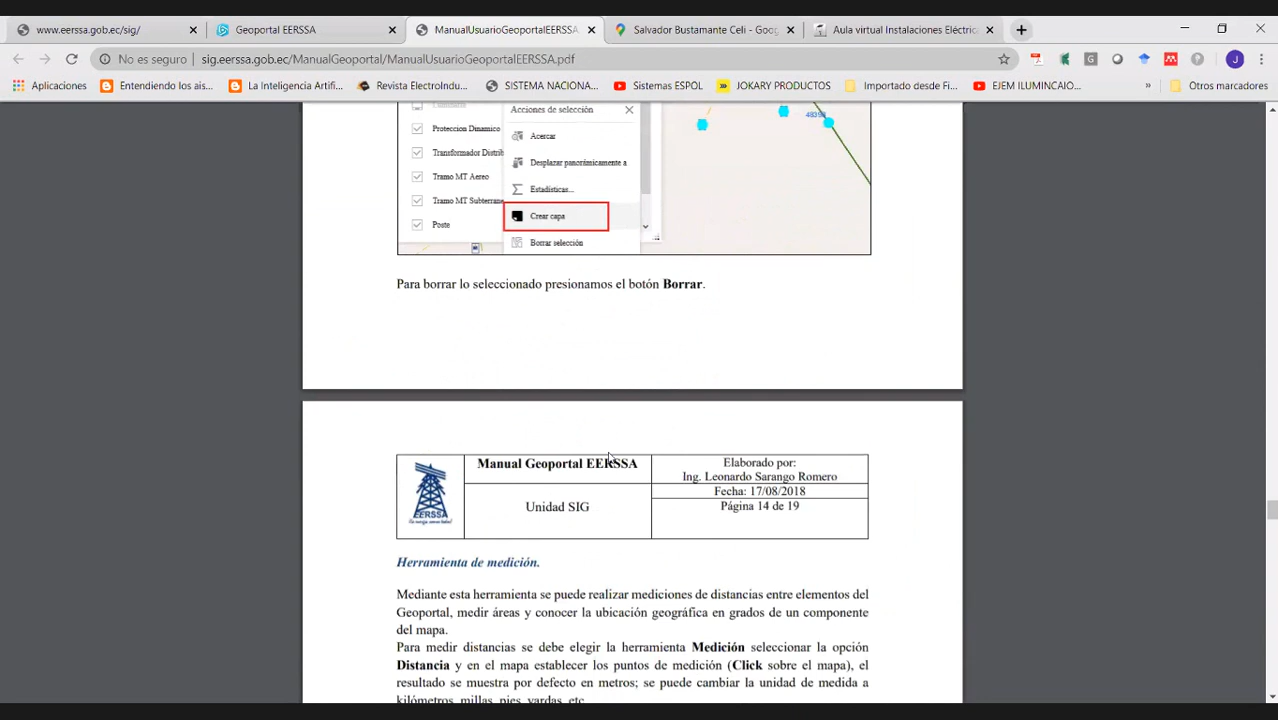 www.eerssa.gob.ec/sig/
Geoportal EERSSA
ManualUsuarioGeoportalEERSSA
Salvador Bustamante Celi - Goog
Aula virtual Instalaciones Eléctric
No es seguro
sig.eerssa.gob.ec/ManualGeoportal/ManualUsuarioGeoportalEERSSA.pdf
J
Aplicaciones
Entendiendo los ais...
La Inteligencia Artifi...
Revista ElectroIndu...
SISTEMA NACIONA...
Sistemas ESPOL
JOKARY PRODUCTOS
Importado desde Fi...
EJEM ILUMINCAIO...
»
Otros marcadores
Acciones de selección
Proteccion Dinamico
Acercar
Transformador Distrib
Desplazar panorámicamente a
Tramo MT Aereo
Estadísticas...
Tramo MT Subterrane
Crear capa
Poste
Borrar selección
Para borrar lo seleccionado presionamos el botón Borrar.
EERSSA
Manual Geoportal EERSSA
Unidad SIG
Elaborado por:
Ing. Leonardo Sarango Romero
Fecha: 17/08/2018
Página 14 de 19
Herramienta de medición.
Mediante esta herramienta se puede realizar mediciones de distancias entre elementos del
Geoportal, medir áreas y conocer la ubicación geográfica en grados de un componente
del mapa.
Para medir distancias se debe elegir la herramienta Medición seleccionar la opción
Distancia y en el mapa establecer los puntos de medición (Click sobre el mapa), el
resultado se muestra por defecto en metros; se puede cambiar la unidad de medida a
kilómetros, millas, pies, yardas, etc.